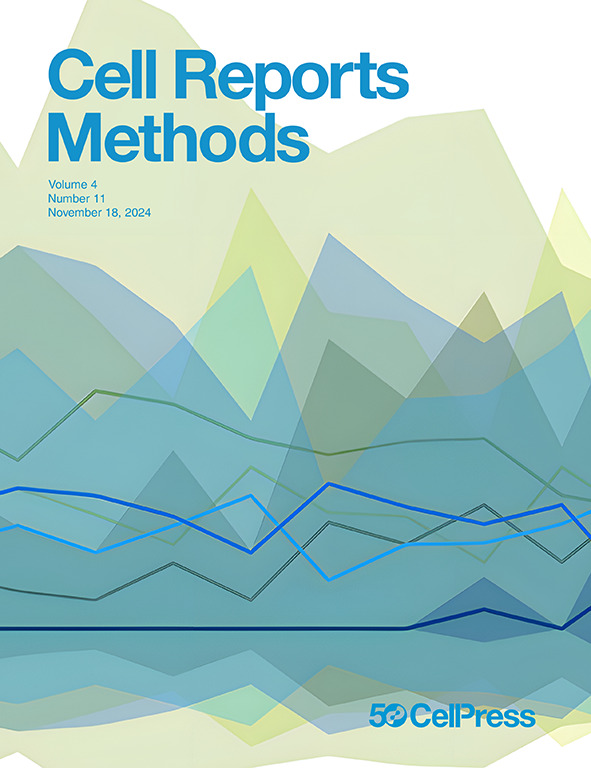 Cell Reports
Methods
Volume 4
Number 11
November 18, 2024
50 CellPress